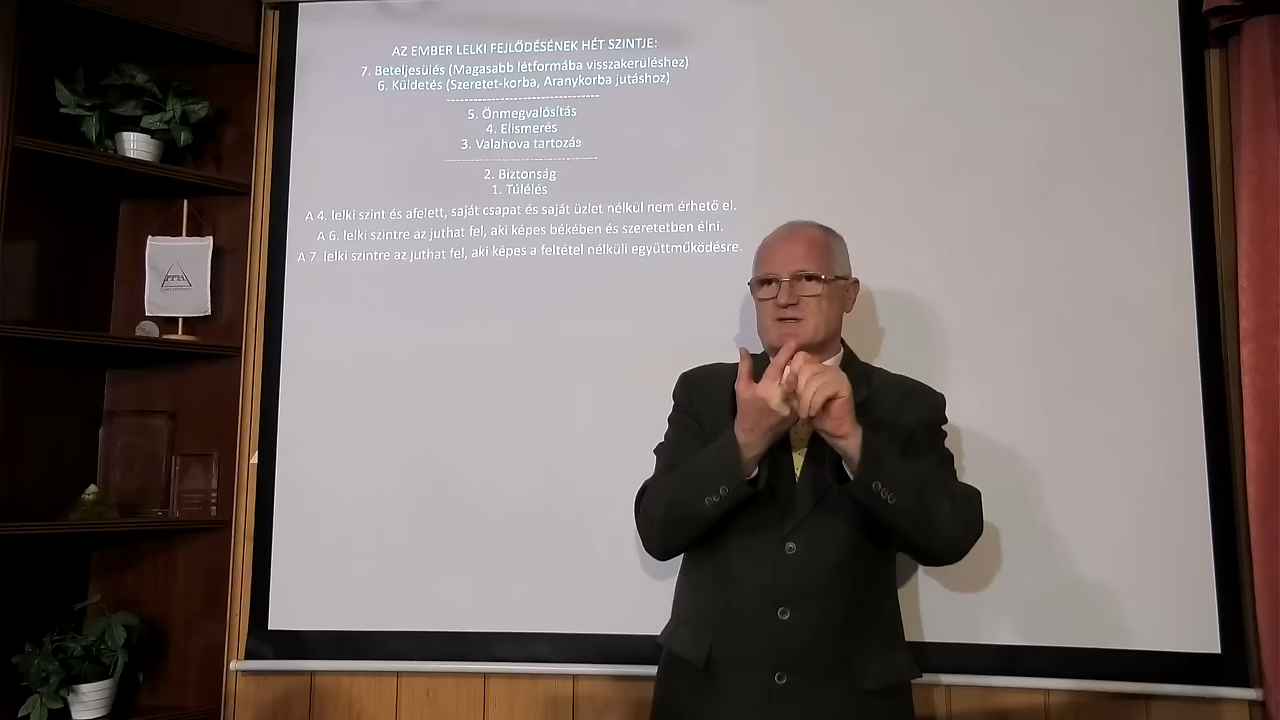 AZ EMBER LELKI FEJLŐDÉSÉNEK HÉT SZINTJE:
7. Beteljesülés (Magasabb létformába visszakerüléshez)
6. Küldetés (Szeretet-korba, Aranykorba jutáshoz)
--------------------------------
5. Önmegvalósítás
4. Elismerés
3. Valahova tartozás
--------------------------------
2. Biztonság
1. Túlélés
A 4. lelki szint és afelett, saját csapat és saját üzlet nélkül nem érhető el.
A 6. lelki szintre az juthat fel, aki képes békében és szeretetben élni.
A 7. lelki szintre az juthat fel, aki képes a feltétel nélküli együttműködésre.